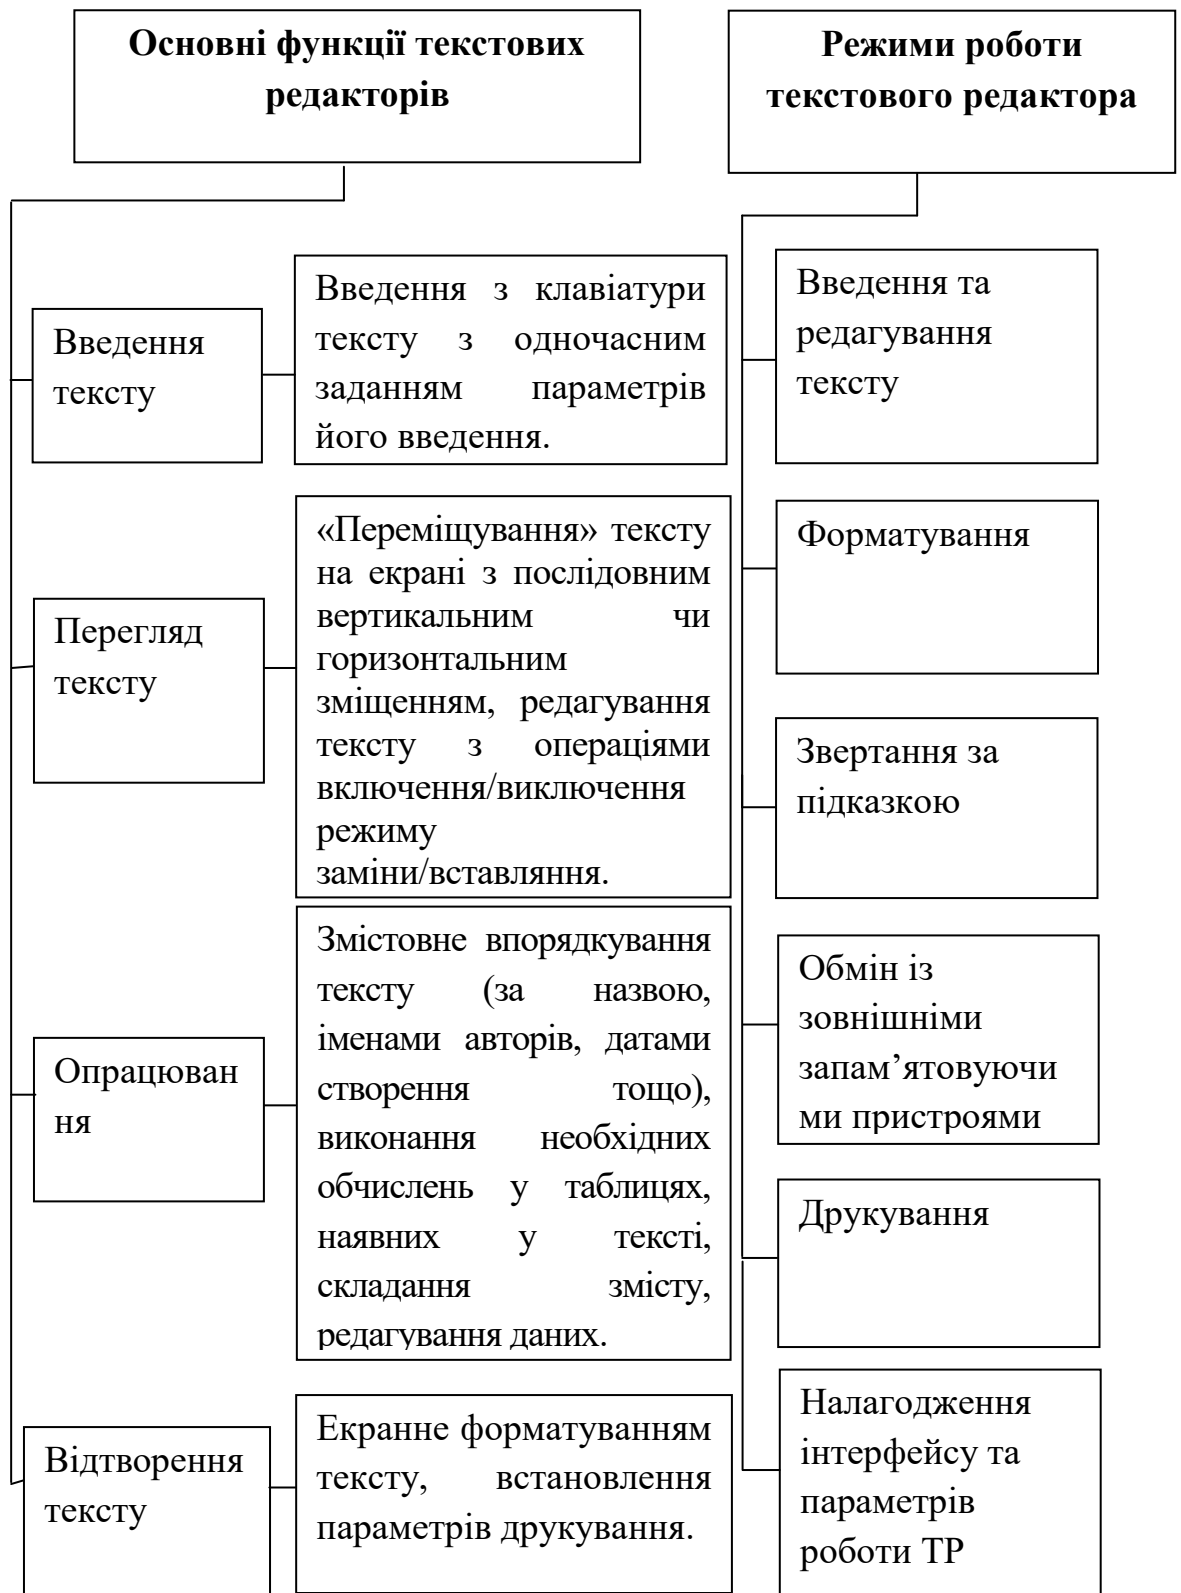 Основні функції текстових
редакторів
Введення
тексту
Введення з клавіатури
тексту з одночасним
заданням параметрів
його введення.
Перегляд
тексту
«Переміщування» тексту
на екрані з послідовним
вертикальним чи
горизонтальним
зміщенням, редагування
тексту з операціями
включення/виключення
режиму
заміни/вставляння.
Опрацюван
ня
Змістовне впорядкування
тексту (за назвою,
іменами авторів, датами
створення тощо),
виконання необхідних
обчислень у таблицях,
наявних у тексті,
складання змісту,
редагування даних.
Відтворення
тексту
Екранне форматуванням
тексту, встановлення
параметрів друкування.
Режими роботи
текстового редактора
Введення та
редагування
тексту
Форматування
Звертання за
підказкою
Обмін із
зовнішніми
запам’ятовуючи
ми пристроями
Друкування
Налагодження
інтерфейсу та
параметрів
роботи ТР